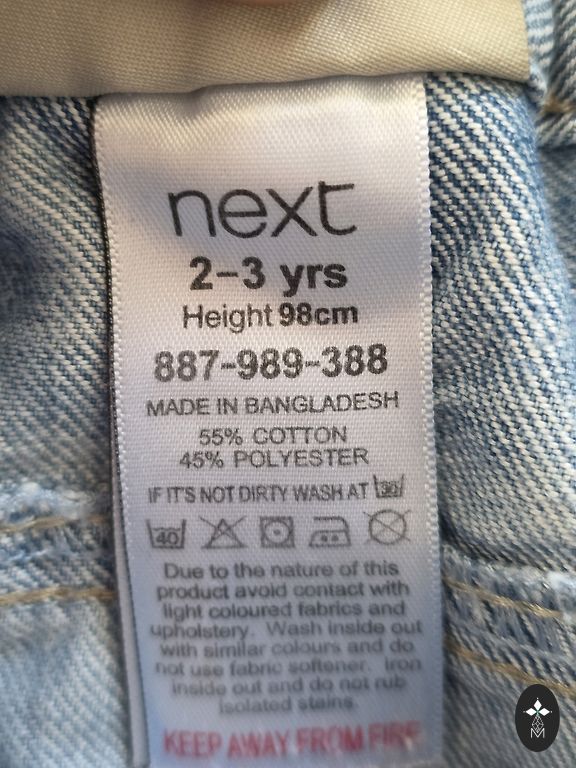 next
2-3 yrs
Height 98cm
887-989-388
MADE IN BANGLADESH
55% COTTON
45% POLYESTER
IF IT'S NOT DIRTY WASH AT 30
40
Due to the nature of this
product avoid contact with
light coloured fabrics and
upholstery. Wash inside out
with similar colours and do
not use fabric softener. Iron
inside out and do not rub
isolated stains.
KEEP AWAY FROM FIRE
M